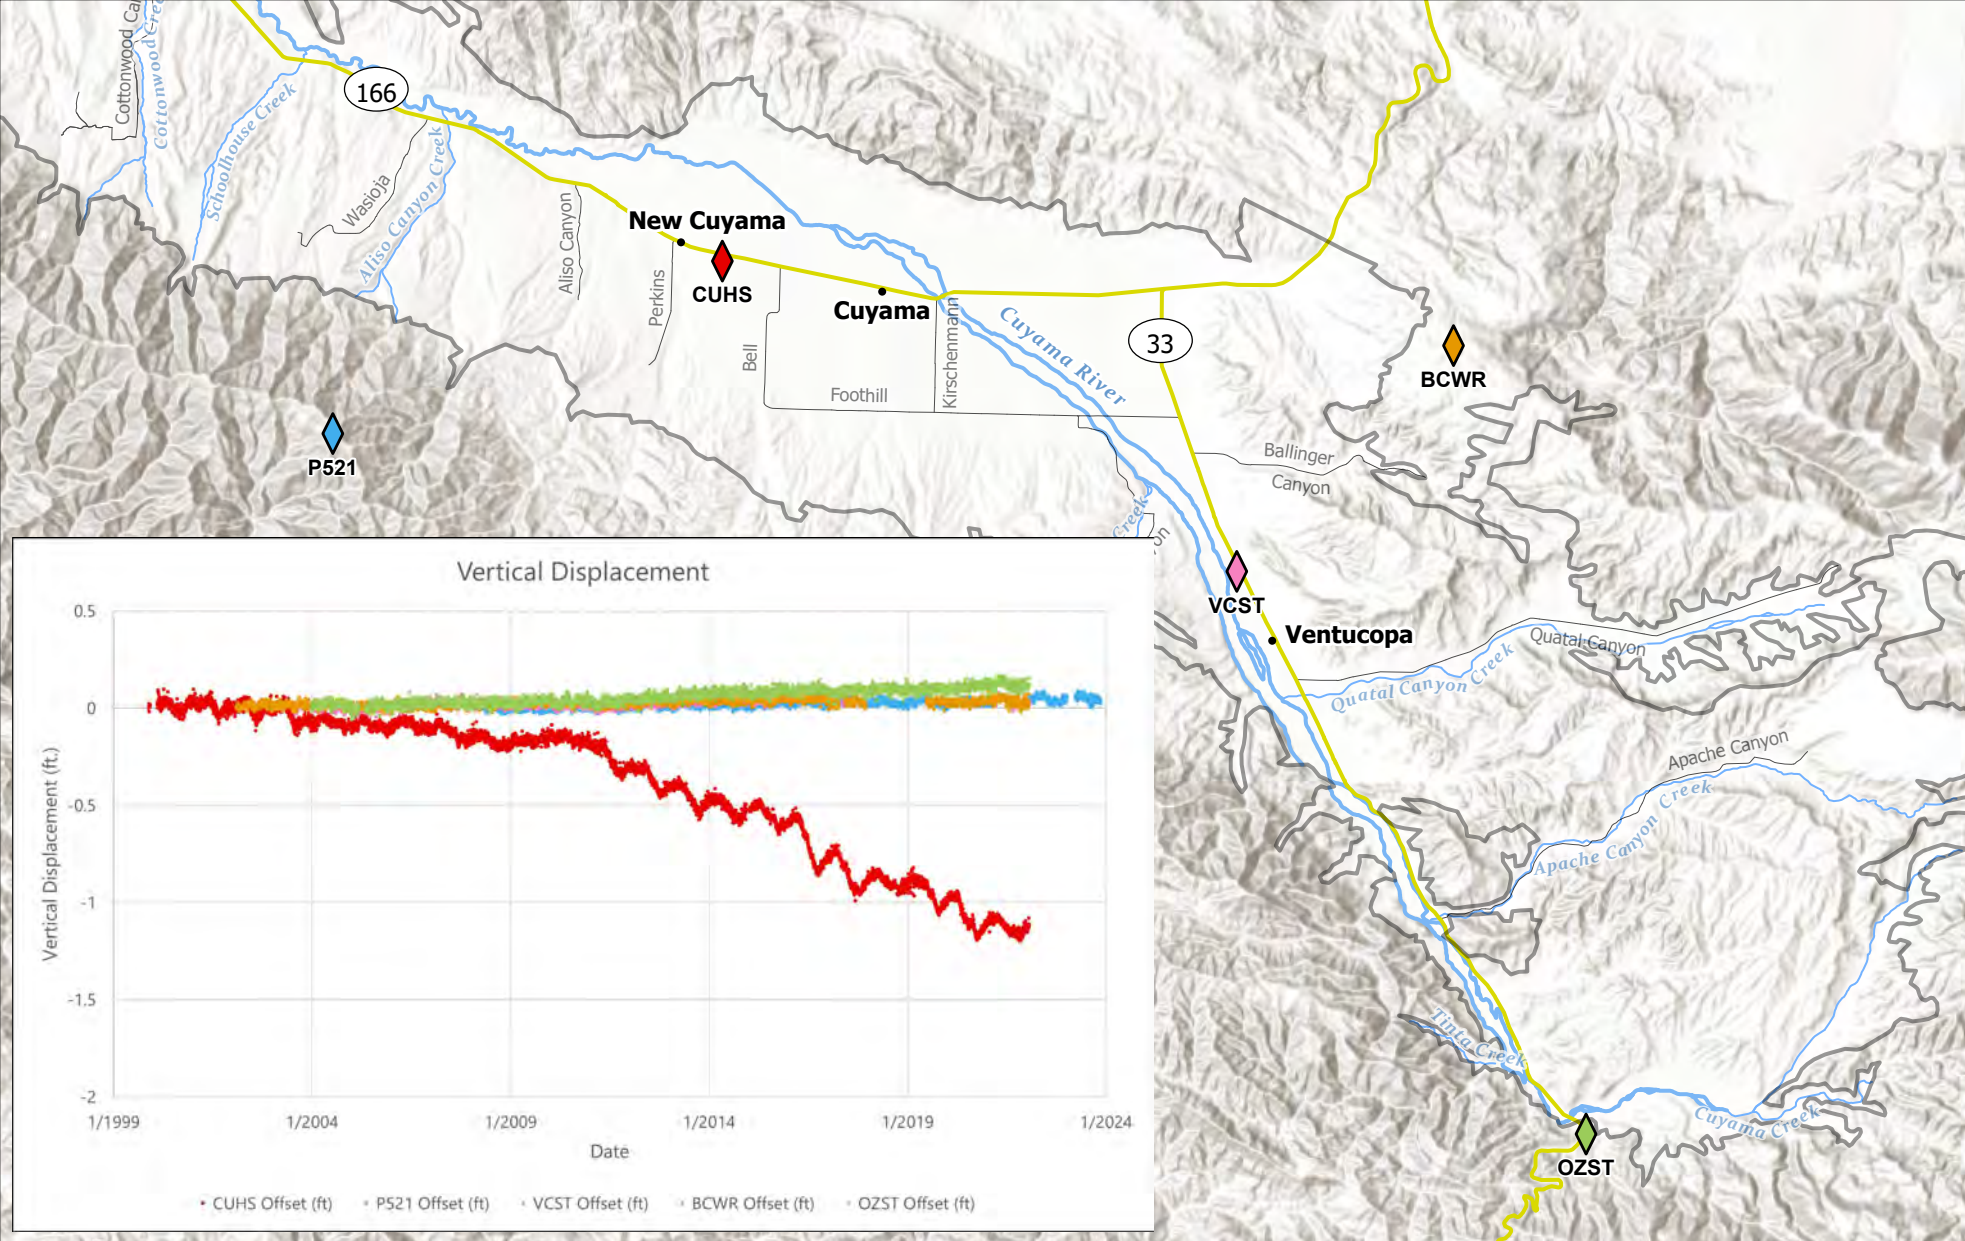 Cottonwood Ca
Cottonwood Cree
Schoolhouse Creek
166
Wasioja
Aliso Canyon Creek
Aliso Canyon
New Cuyama
CUHS
Perkins
Bell
Cuyama
Kirschenmann
Foothill
Cuyama River
33
BCWR
P521
Ballinger
Canyon
Creek
on
VCST
Ventucopa
Quatal Canyon
Quatal Canyon Creek
Apache Canyon
Apache Canyon Creek
Tinta Creek
Cuyama Creek
OZST
Vertical Displacement
Vertical Displacement (ft.)
0.5
0
-0.5
-1
-1.5
-2
1/1999 1/2004 1/2009 1/2014 1/2019 1/2024
Date
CUHS Offset (ft) P521 Offset (ft) VCST Offset (ft) BCWR Offset (ft) OZST Offset (ft)